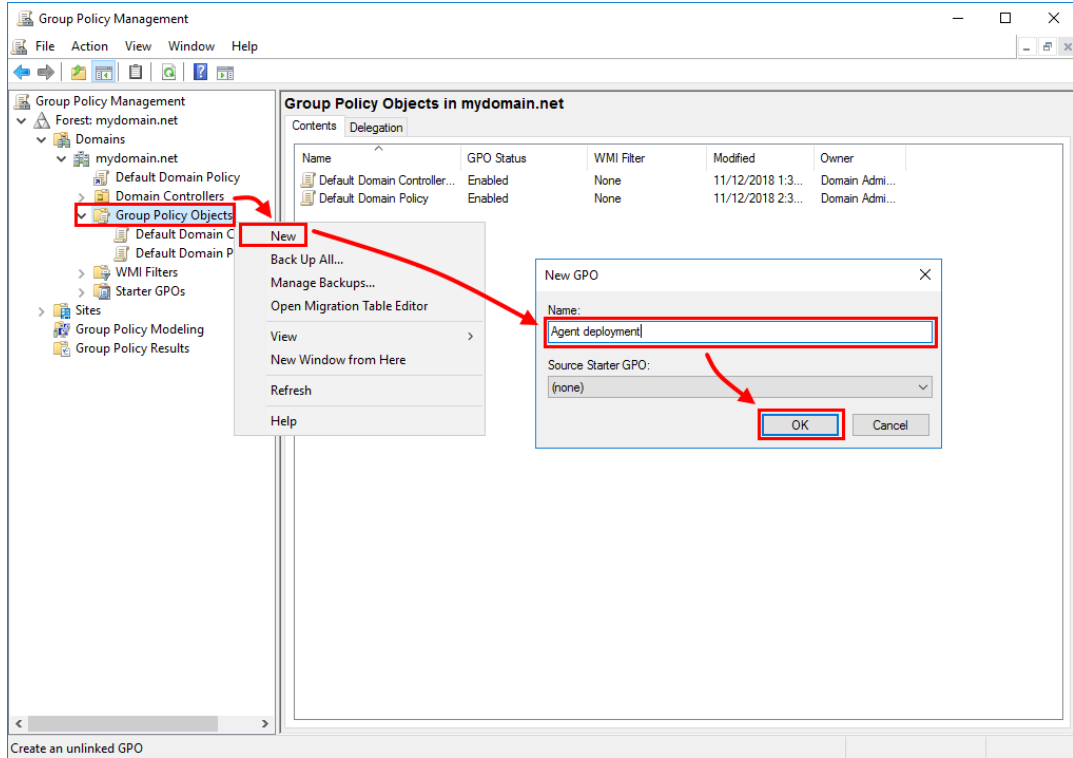 Group Policy Management
File Action View Window Help
Group Policy Management
Forest: mydomain.net
Domains
mydomain.net
Default Domain Policy
Domain Controllers
Group Policy Objects
Default Domain C
Default Domain P
WMI Filters
Starter GPOs
Sites
Group Policy Modeling
Group Policy Results
Group Policy Objects in mydomain.net
Contents Delegation
Name GPO Status WMI Filter Modified Owner
Default Domain Controller... Enabled None 11/12/2018 1:3... Domain Admi...
Default Domain Policy Enabled None 11/12/2018 2:3... Domain Admi...
New
Back Up All...
Manage Backups...
Open Migration Table Editor
View
New Window from Here
Refresh
Help
New GPO
Name:
Agent deployment
Source Starter GPO:
(none)
OK Cancel
Create an unlinked GPO